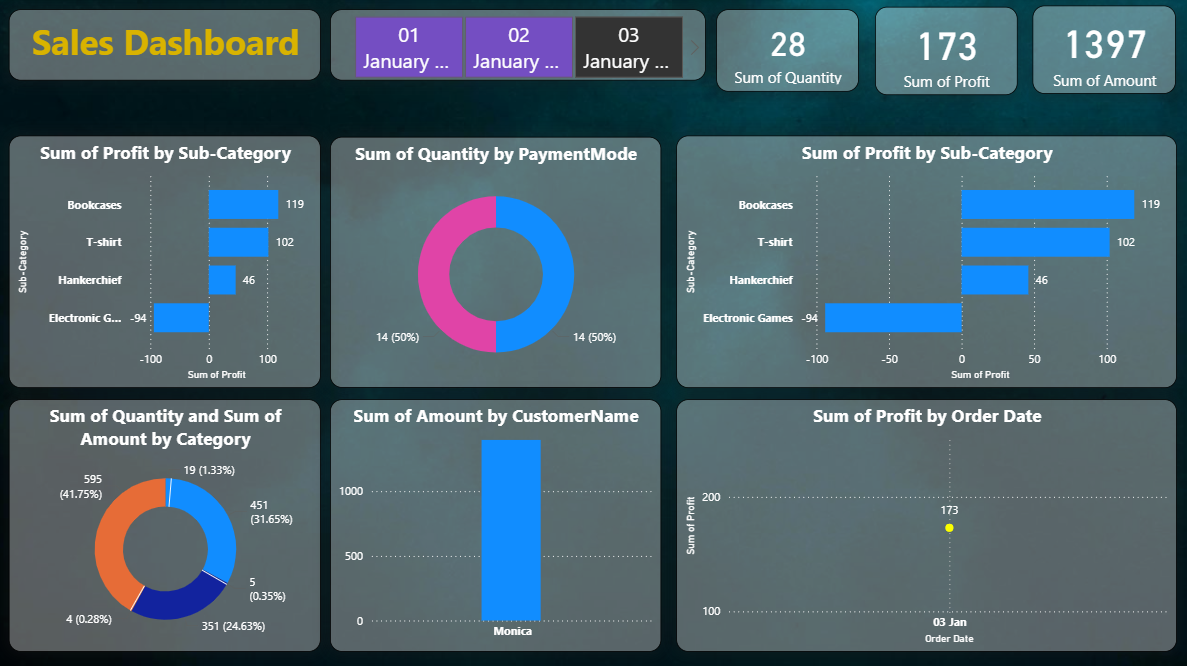 Sales Dashboard
01
January ...
02
January ...
03
January ...
28
Sum of Quantity
173
Sum of Profit
1397
Sum of Amount
Sum of Profit by Sub-Category
Sub-Category
Bookcases
119
T-shirt
102
Hankerchief
46
Electronic G...
-94
-100
0
100
Sum of Profit
Sum of Quantity by PaymentMode
14 (50%)
14 (50%)
Sum of Profit by Sub-Category
Sub-Category
Bookcases
119
T-shirt
102
Hankerchief
46
Electronic Games
-94
-100
-50
0
50
100
Sum of Profit
Sum of Quantity and Sum of
Amount by Category
19 (1.33%)
595
(41.75%)
451
(31.65%)
5
(0.35%)
4 (0.28%)
351 (24.63%)
Sum of Amount by CustomerName
1000
500
0
Monica
Sum of Profit by Order Date
Sum of Profit
200
173
100
03 Jan
Order Date